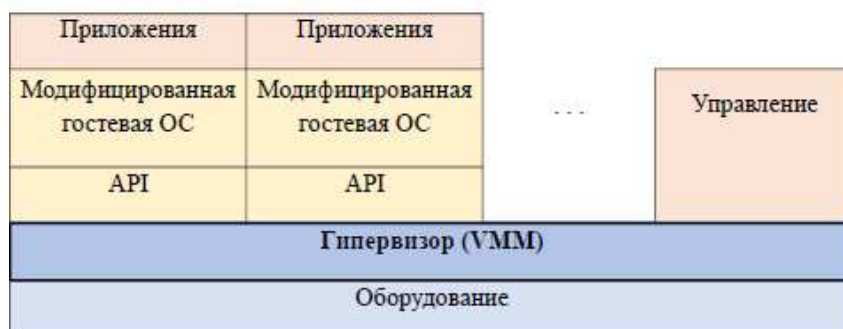 Приложения
Приложения
Модифицированная
гостевая ОС
Модифицированная
гостевая ОС
. . .
Управление
API
API
Гипервизор (VMM)
Оборудование